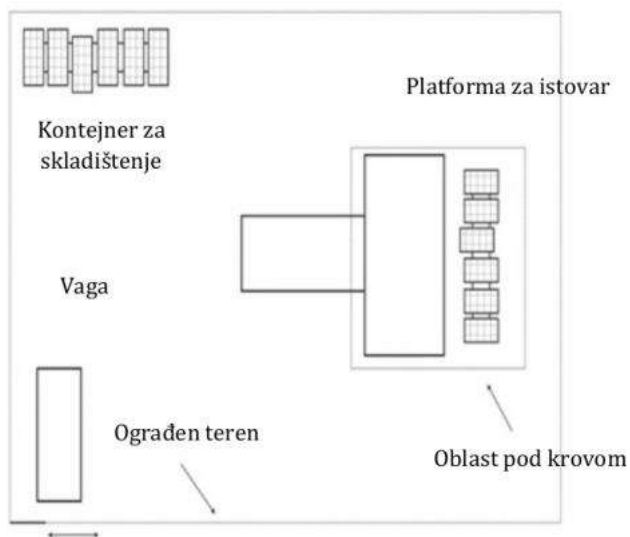 Platforma za istovar
Kontejner za
skladištenje
Vaga
Ograđen teren
Oblast pod krovom